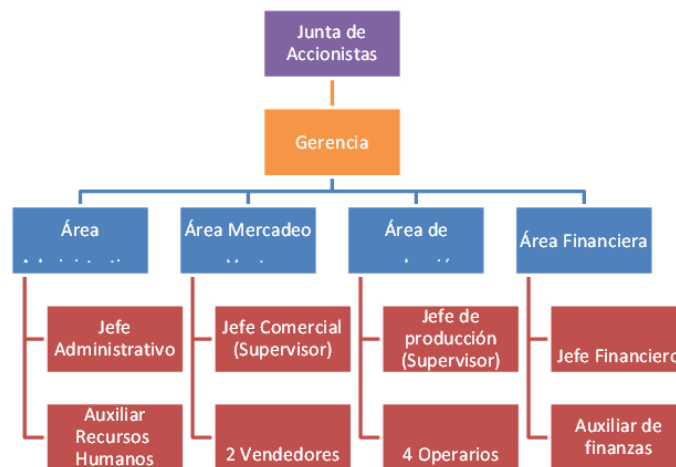 Junta de
Accionistas
Gerencia
Área
Área Mercadeo
Área de
Área Financiera
Jefe
Administrativo
Jefe Comercial
(Supervisor)
Jefe de
producción
(Supervisor)
Jefe Financiero
Auxiliar
Recursos
Humanos
2 Vendedores
4 Operarios
Auxiliar de
finanzas